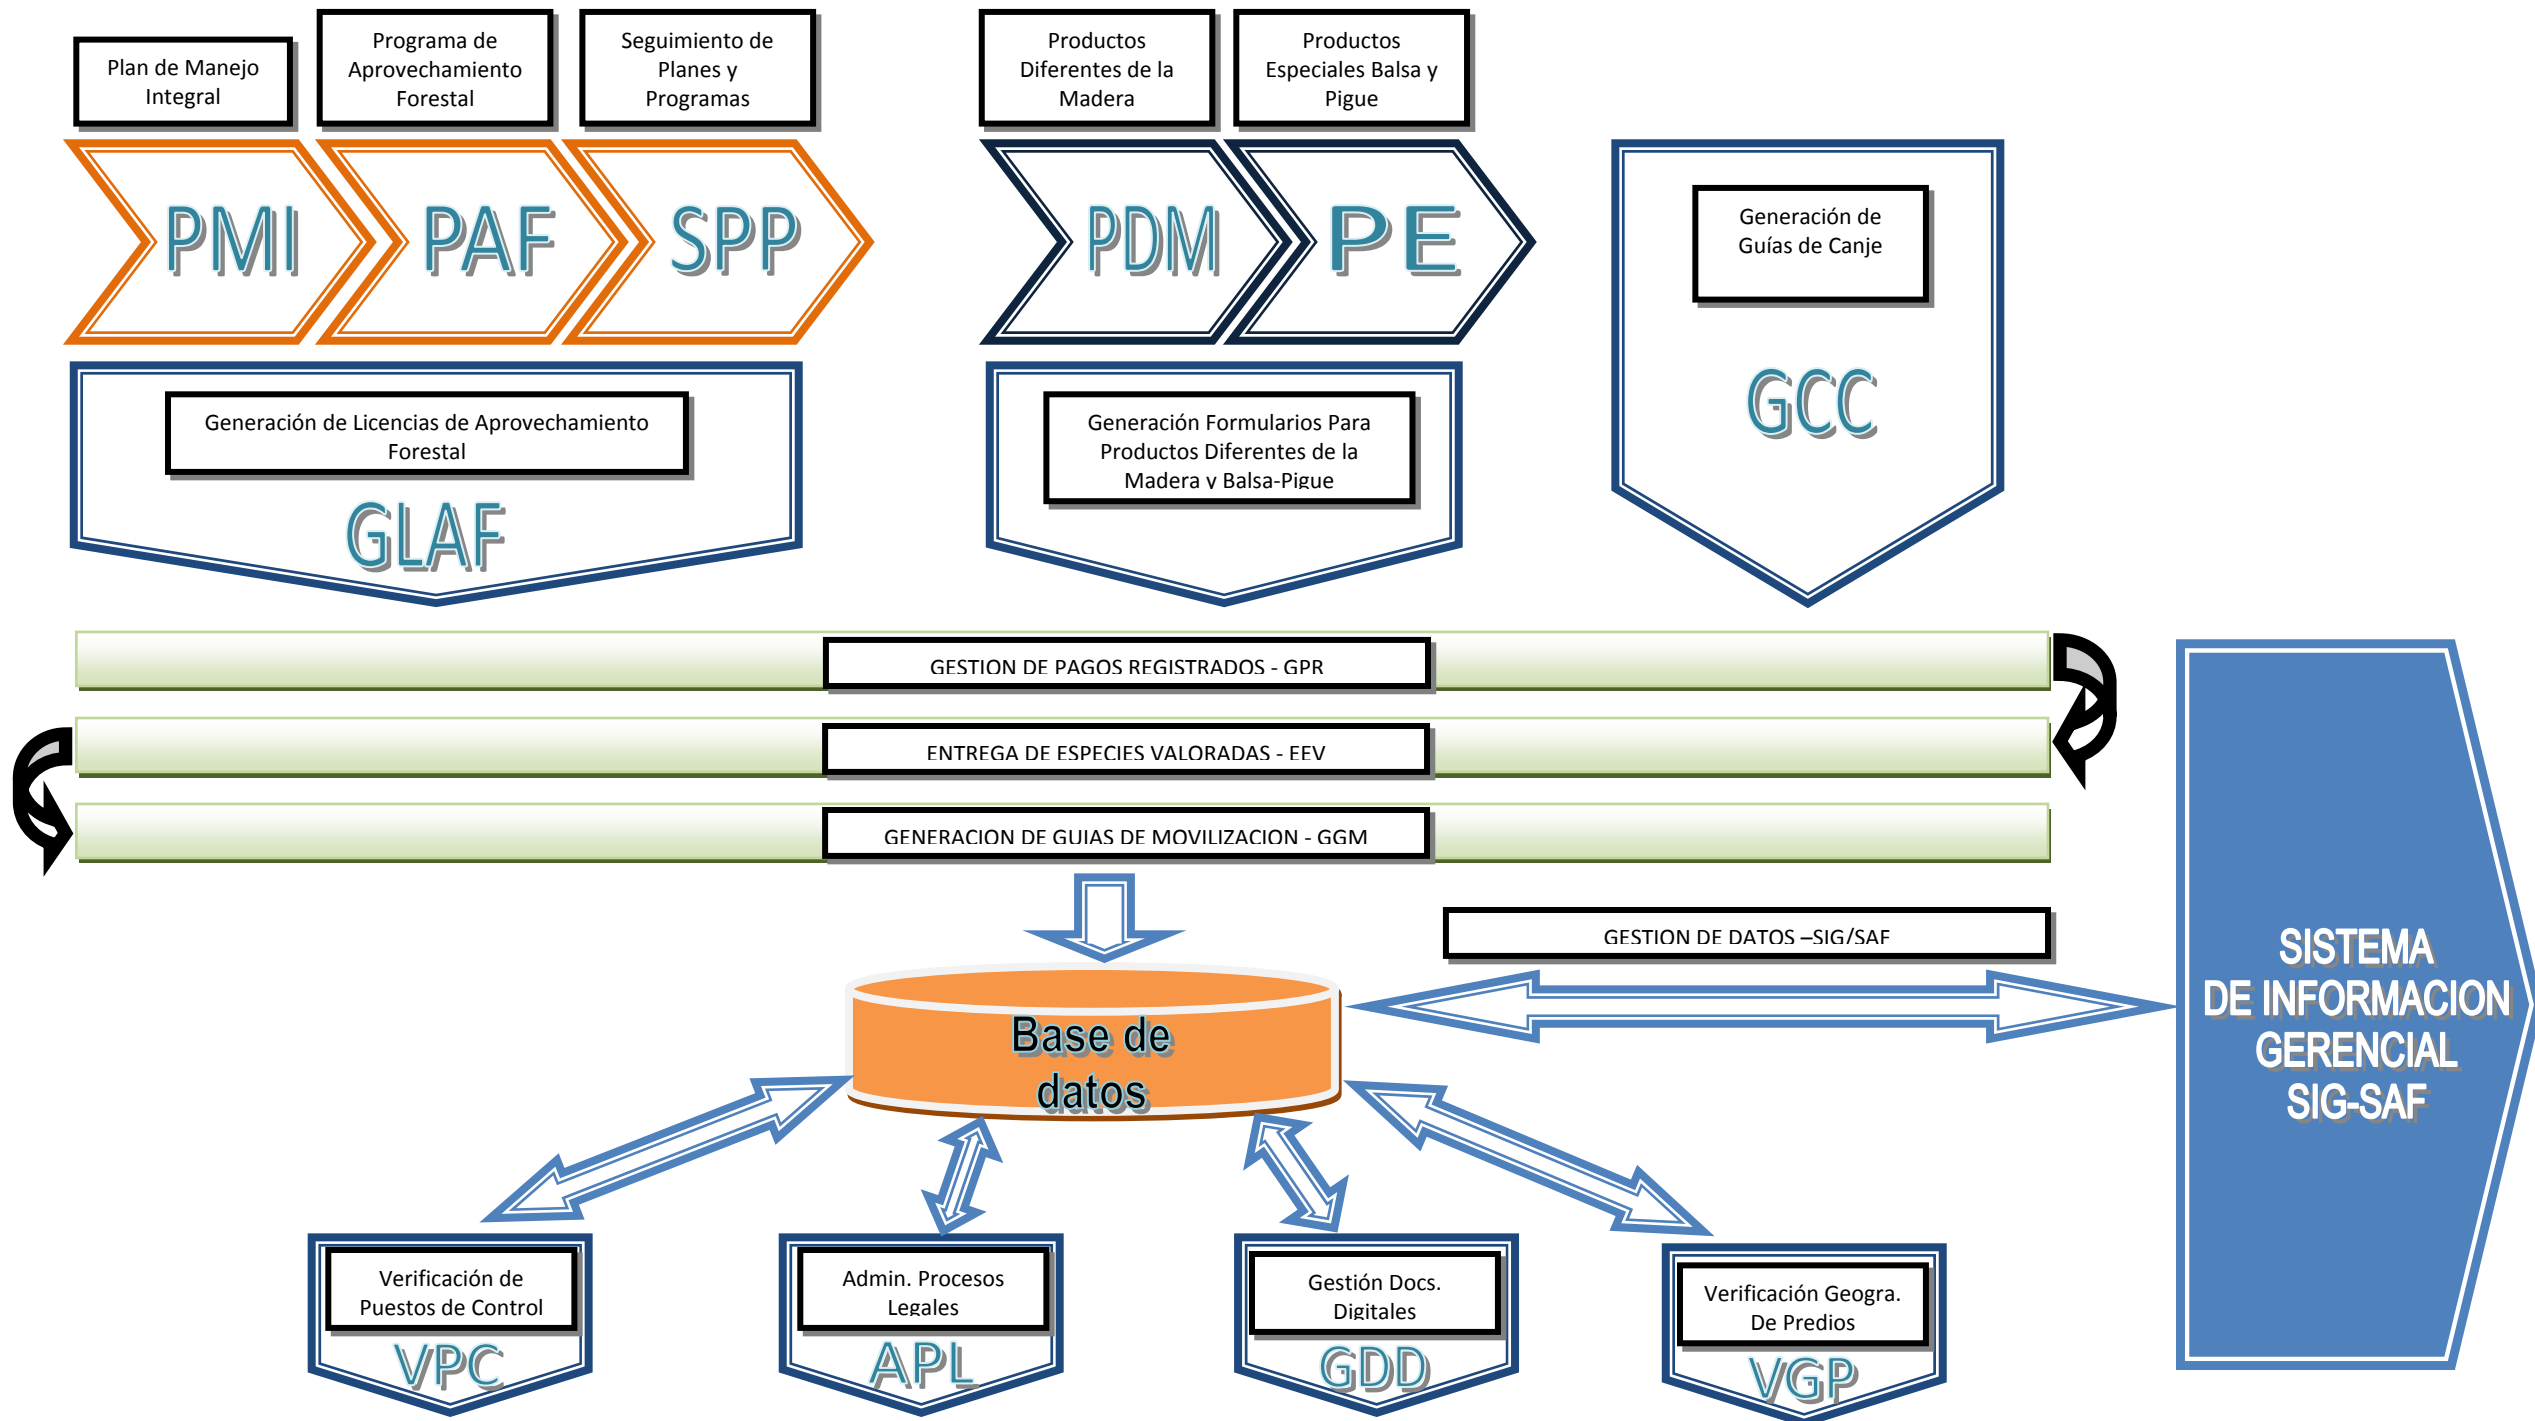 Plan de Manejo
Integral
Programa de
Aprovechamiento
Forestal
Seguimiento de
Planes y
Programas
Productos
Diferentes de la
Madera
Productos
Especiales Balsa y
Pigue
PMI
PAF
SPP
PDM
PE
Generación de
Guías de Canje
GCC
Generación de Licencias de Aprovechamiento
Forestal
GLAF
Generación Formularios Para
Productos Diferentes de la
Madera y Balsa-Pigue
GESTION DE PAGOS REGISTRADOS - GPR
ENTREGA DE ESPECIES VALORADAS - EEV
GENERACION DE GUIAS DE MOVILIZACION - GGM
GESTION DE DATOS –SIG/SAF
Base de
datos
SISTEMA
DE INFORMACION
GERENCIAL
SIG-SAF
Verificación de
Puestos de Control
VPC
Admin. Procesos
Legales
APL
Gestión Docs.
Digitales
GDD
Verificación Geogra.
De Predios
VGP